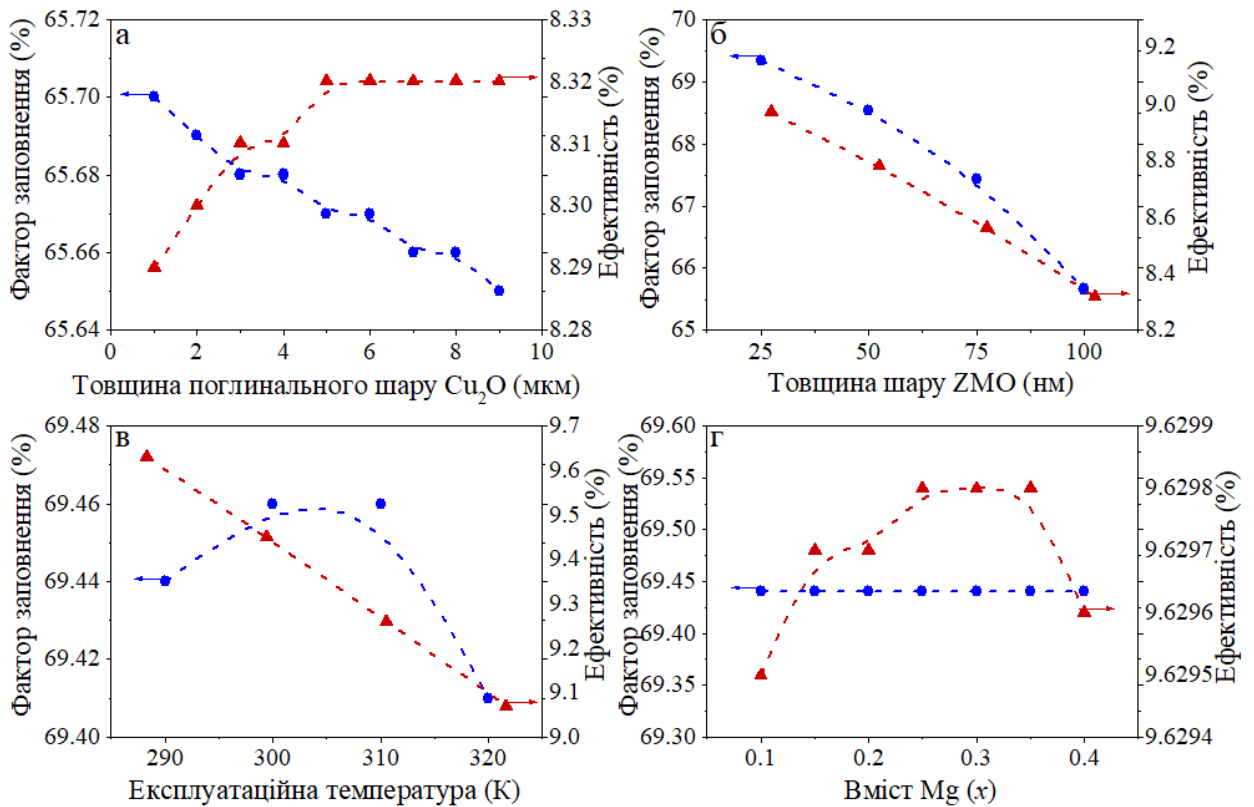 а
Фактор заповнення (%)
65.72
65.70
65.68
65.66
65.64
8.33
8.32
8.31
8.30
8.29
8.28
Ефективність (%)
0 2 4 6 8 10
Товщина поглинального шару Cu₂O (мкм)
б
Фактор заповнення (%)
70
69
68
67
66
65
9.2
9.0
8.8
8.6
8.4
8.2
Ефективність (%)
25 50 75 100
Товщина шару ZMO (нм)
в
Фактор заповнення (%)
69.48
69.46
69.44
69.42
69.40
9.7
9.6
9.5
9.4
9.3
9.2
9.1
9.0
Ефективність (%)
290 300 310 320
Експлуатаційна температура (К)
г
Фактор заповнення (%)
69.60
69.55
69.50
69.45
69.40
69.35
69.30
9.6299
9.6298
9.6297
9.6296
9.6295
9.6294
Ефективність (%)
0.1 0.2 0.3 0.4
Вміст Mg (x)